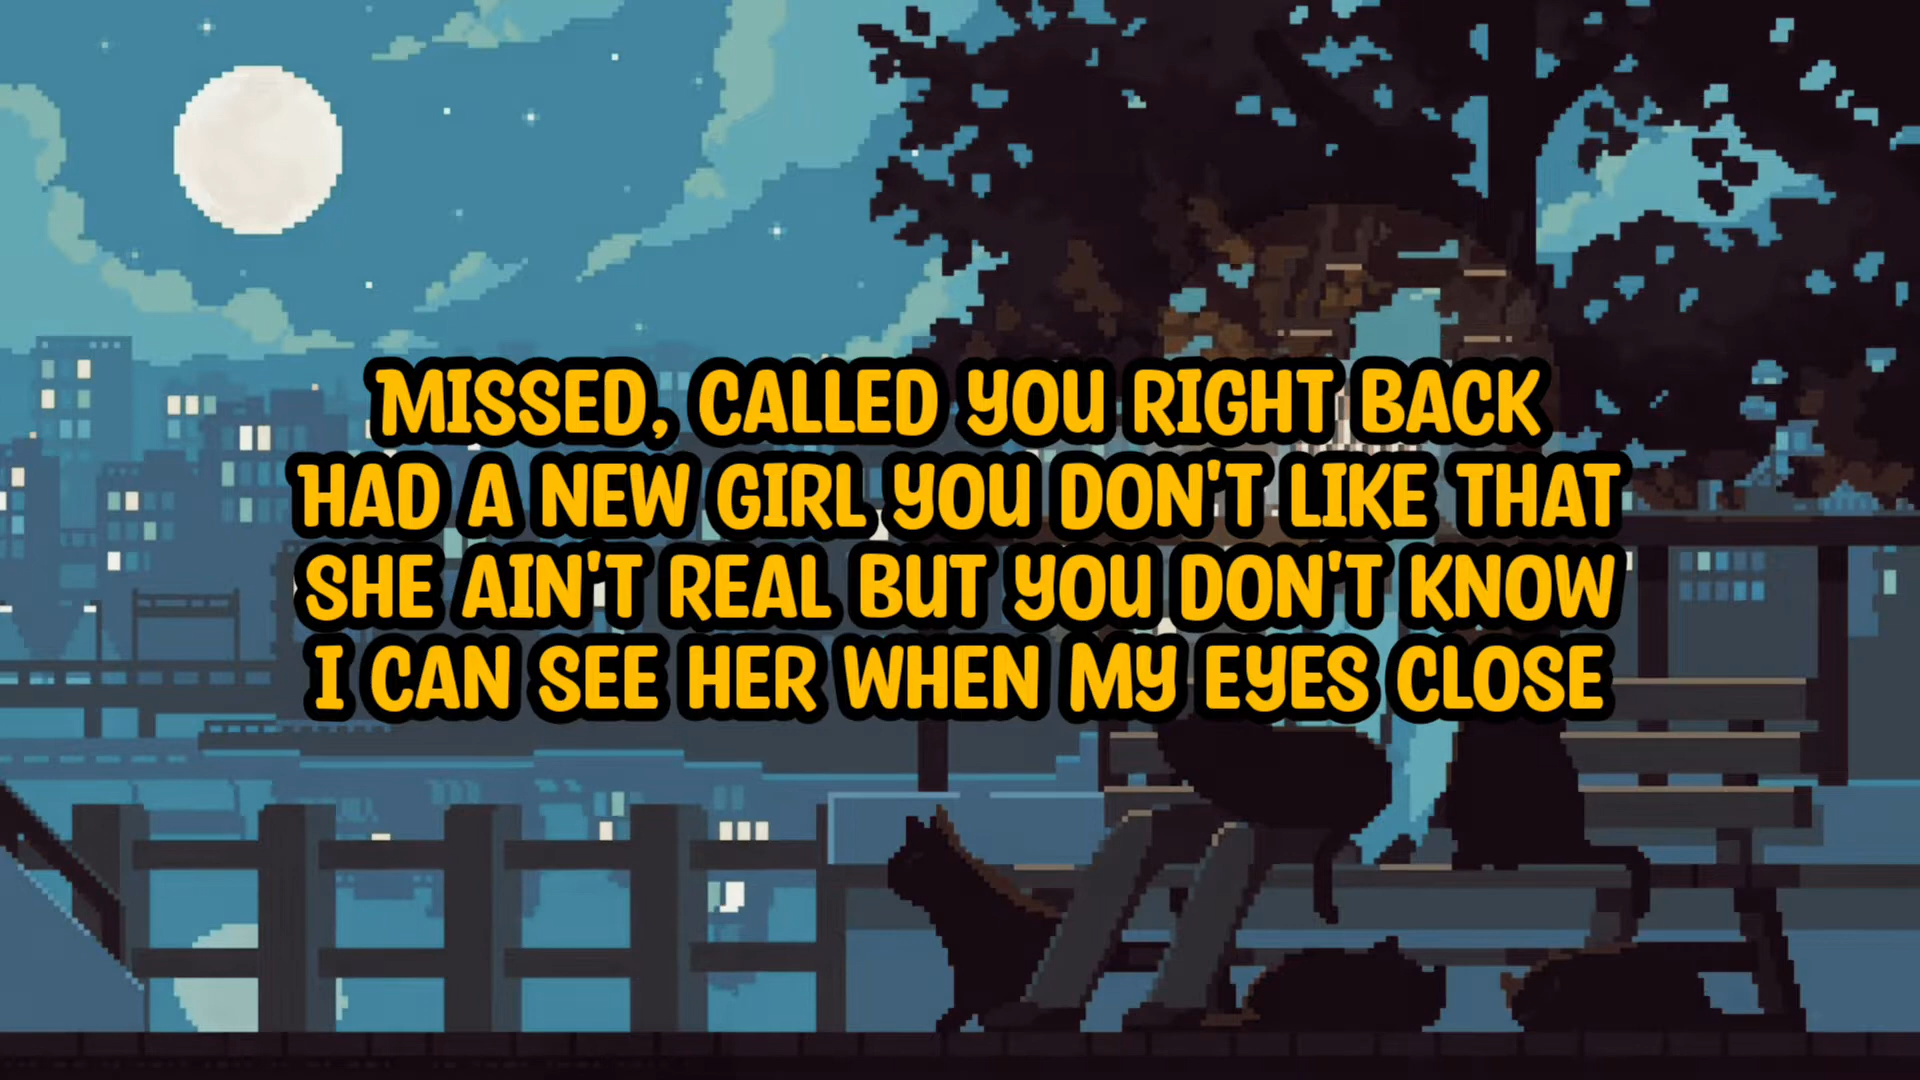 MISSED, CALLED YOU RIGHT BACK
HAD A NEW GIRL YOU DON'T LIKE THAT
SHE AIN'T REAL BUT YOU DON'T KNOW
I CAN SEE HER WHEN MY EYES CLOSE